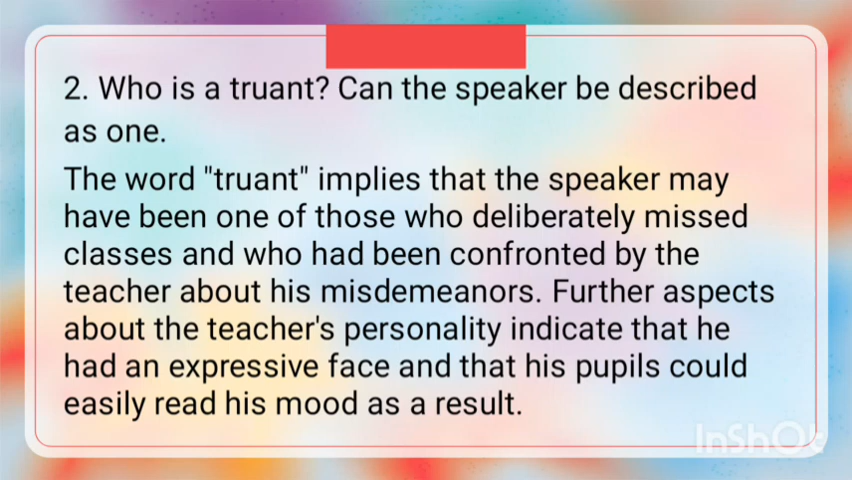 2. Who is a truant? Can the speaker be described
as one.
The word "truant" implies that the speaker may
have been one of those who deliberately missed
classes and who had been confronted by the
teacher about his misdemeanors. Further aspects
about the teacher's personality indicate that he
had an expressive face and that his pupils could
easily read his mood as a result.
InShOt